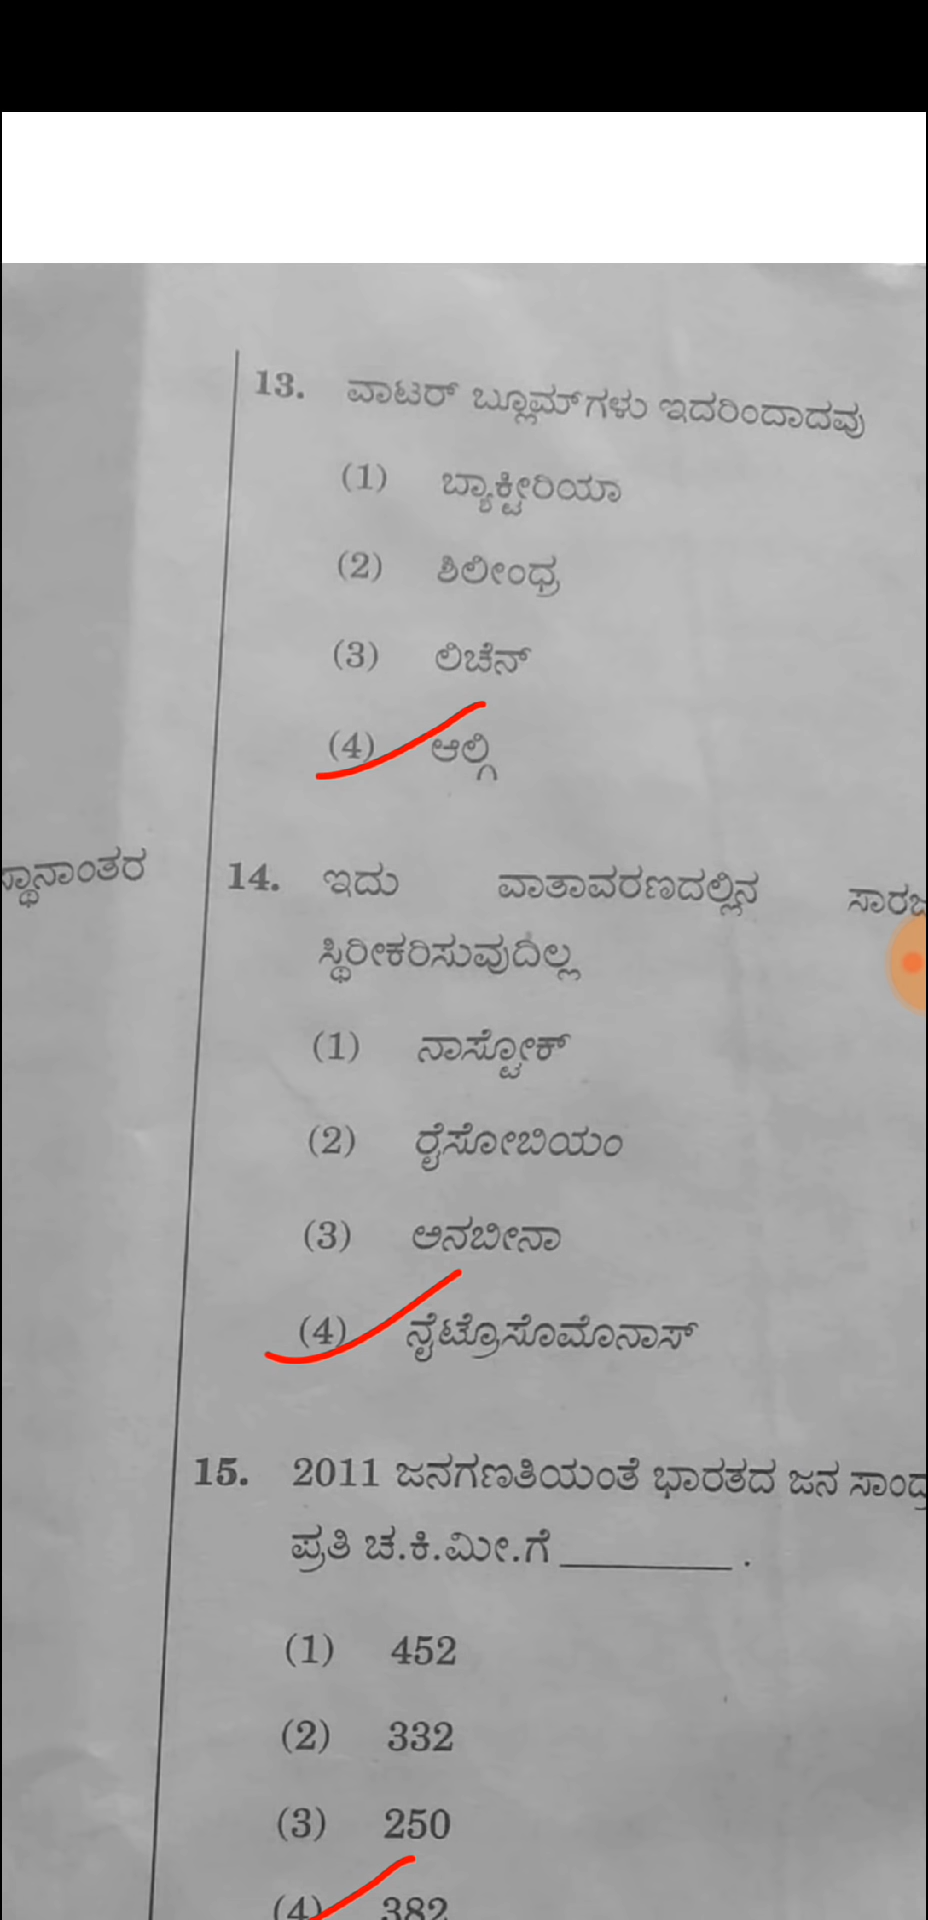 13. ವಾಟರ್ ಬ್ಲೂಮ್‌ಗಳು ಇದರಿಂದಾದವು
(1) ಬ್ಯಾಕ್ಟೀರಿಯಾ
(2) ಶಿಲೀಂಧ್ರ
(3) ಲಿಚೆನ್
(4) ಆಲ್ಗಿ
ಸ್ಥಾನಾಂತರ
14. ಇದು ವಾತಾವರಣದಲ್ಲಿನ
ಸ್ಥಿರೀಕರಿಸುವುದಿಲ್ಲ
(1) ನಾಸ್ಟೋಕ್
(2) ರೈಸೋಬಿಯಂ
(3) ಅನಬೀನಾ
(4) ನೈಟ್ರೊಸೊಮೊನಾಸ್
15. 2011 ಜನಗಣತಿಯಂತೆ ಭಾರತದ ಜನ
ಪ್ರತಿ ಚ.ಕಿ.ಮೀ.ಗೆ ________ .
(1) 452
(2) 332
(3) 250
(4) 382